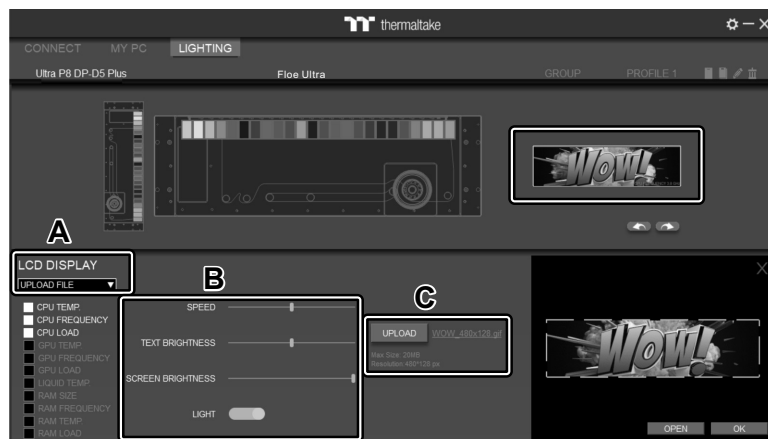 thermaltake
CONNECT MY PC LIGHTING
Ultra P8 DP-D5 Plus Floe Ultra GROUP PROFILE 1
WOW!
A
LCD DISPLAY
UPLOAD FILE
CPU TEMP.
CPU FREQUENCY
CPU LOAD
GPU TEMP.
GPU FREQUENCY
GPU LOAD
LIQUID TEMP.
RAM SIZE
RAM FREQUENCY
RAM TEMP.
RAM LOAD
B
SPEED
TEXT BRIGHTNESS
SCREEN BRIGHTNESS
LIGHT
C
UPLOAD WOW_480x128.gif
Max Size: 20MB
Resolution:480*128 px
WOW!
OPEN OK